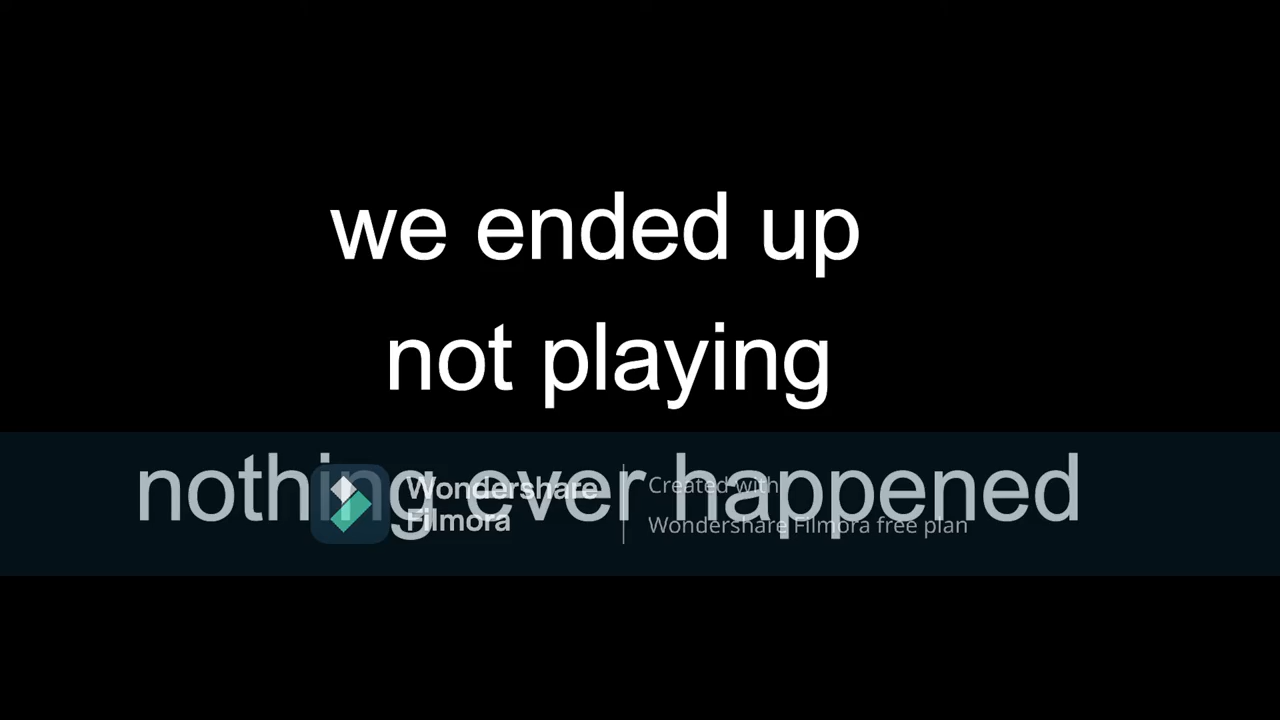 we ended up
not playing
nothing ever happened
Wondershare
Filmora
Created with
Wondershare Filmora free plan